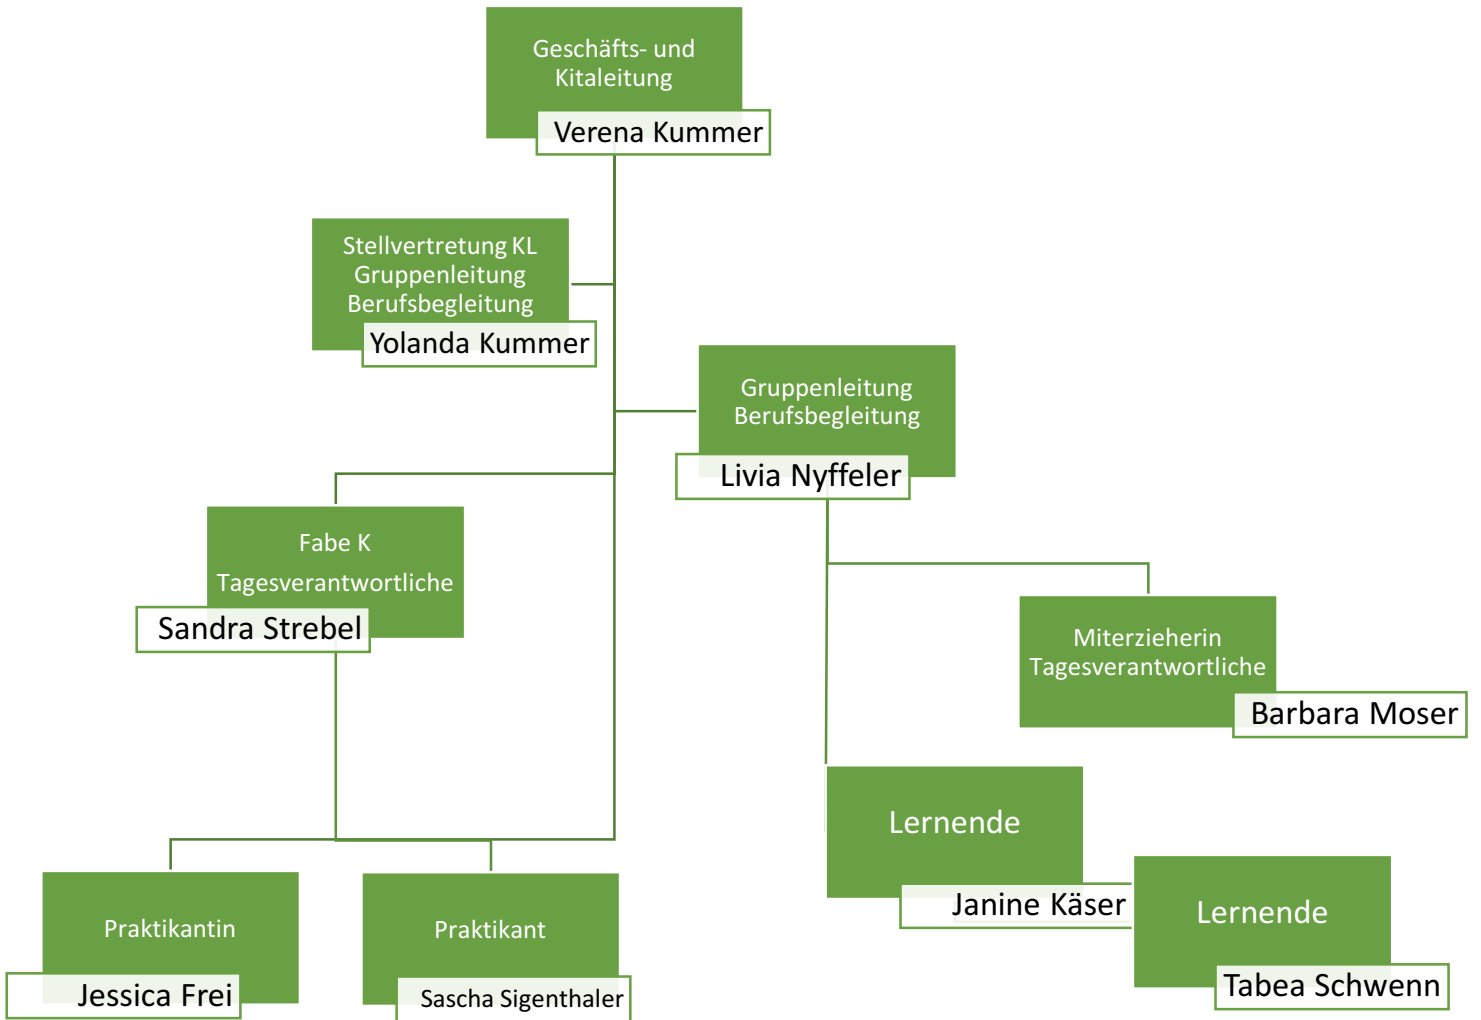 Geschäfts- und
Kitaleitung
Verena Kummer
Stellvertretung KL
Gruppenleitung
Berufsbegleitung
Yolanda Kummer
Gruppenleitung
Berufsbegleitung
Livia Nyffeler
Fabe K
Tagesverantwortliche
Sandra Strebel
Miterzieherin
Tagesverantwortliche
Barbara Moser
Lernende
Janine Käser
Lernende
Tabea Schwenn
Praktikantin
Jessica Frei
Praktikant
Sascha Sigenthaler